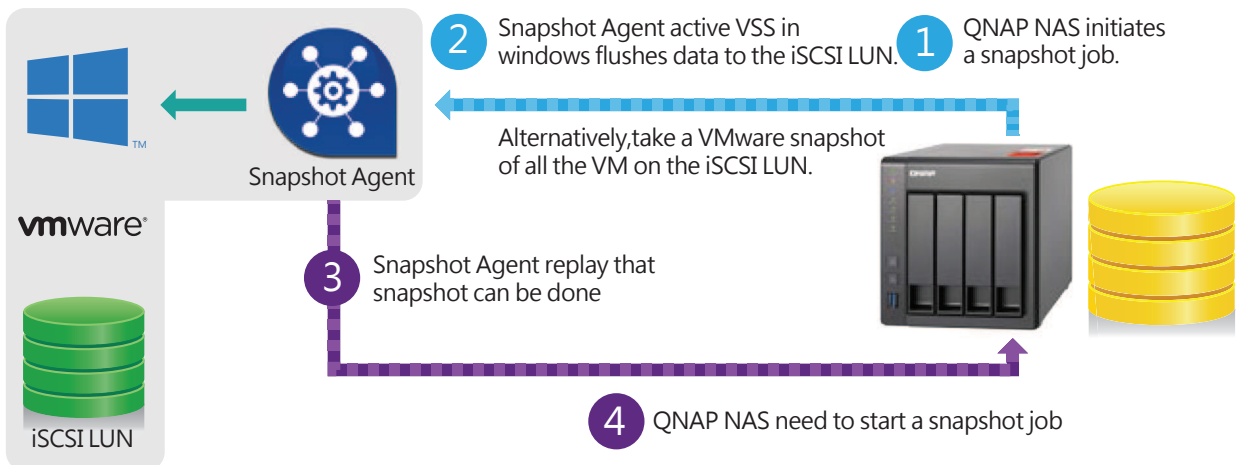 1
QNAP NAS initiates
a snapshot job.
2
Snapshot Agent active VSS in
windows flushes data to the iSCSI LUN.
Alternatively,take a VMware snapshot
of all the VM on the iSCSI LUN.
TM
Snapshot Agent
vmware®
iSCSI LUN
QNAP
3
Snapshot Agent replay that
snapshot can be done
4
QNAP NAS need to start a snapshot job